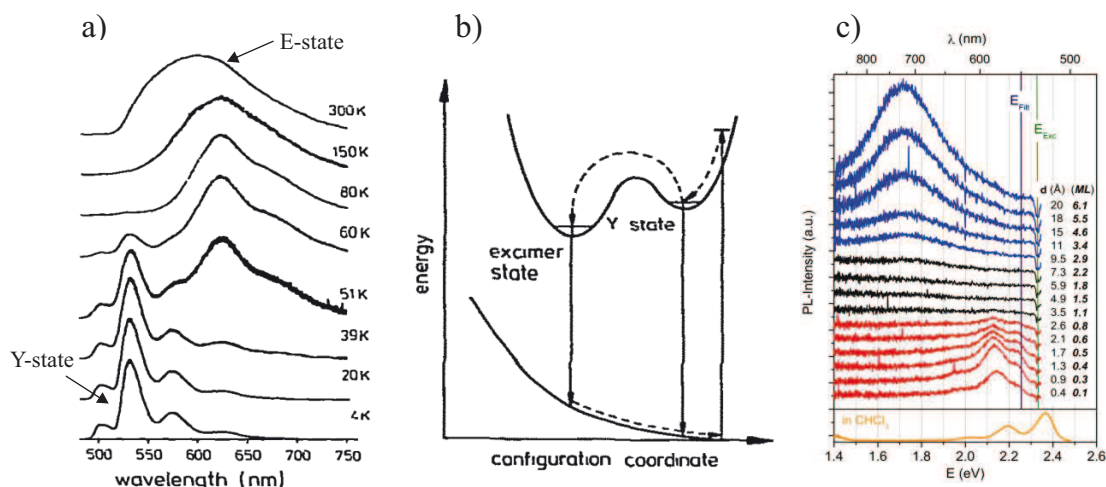 a)
E-state
300K
150K
80K
60K
51K
39K
20K
4K
Y-state
500 550 600 650 700 750
wavelength (nm)
b)
energy
excimer
state
Y state
configuration coordinate
c)
λ (nm)
800 700 600 500
E_Filt
E_Exc
PL-Intensity (a.u.)
d (Å) (ML)
20 6.1
18 5.5
15 4.6
11 3.4
9.5 2.9
7.3 2.2
5.9 1.8
4.9 1.5
3.5 1.1
2.6 0.8
2.1 0.6
1.7 0.5
1.3 0.4
0.9 0.3
0.4 0.1
in CHCl₃
1.4 1.6 1.8 2.0 2.2 2.4 2.6
E (eV)